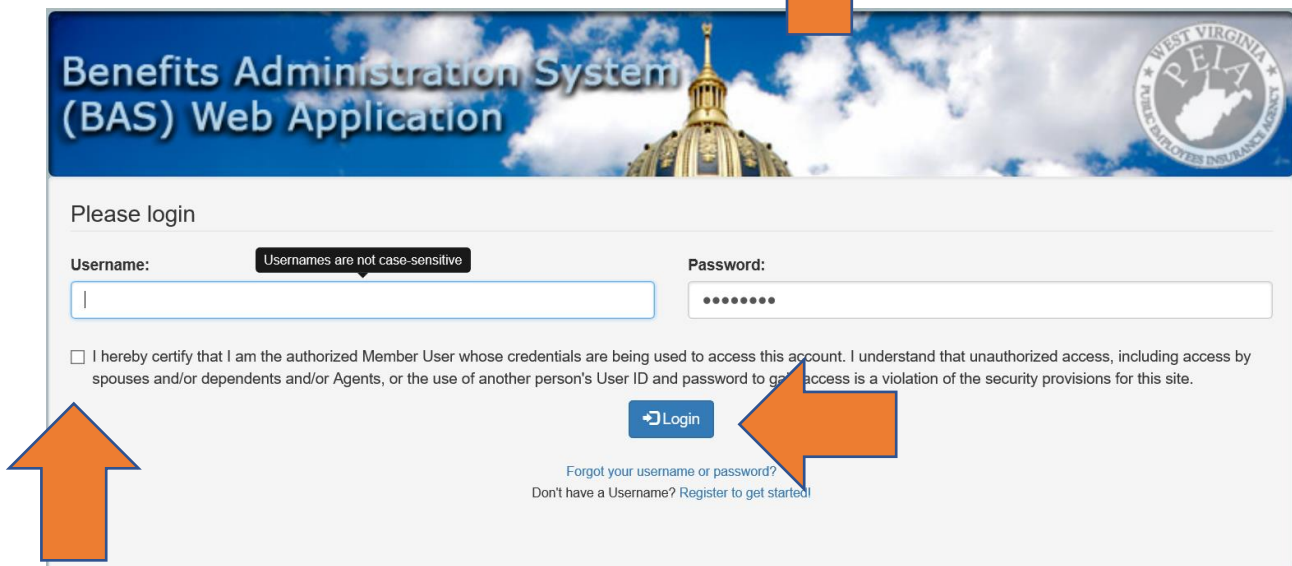 Benefits Administration System
(BAS) Web Application
WEST VIRGINIA
PEIA
PUBLIC EMPLOYEES INSURANCE AGENCY
Please login
Username:
Usernames are not case-sensitive
Password:
I hereby certify that I am the authorized Member User whose credentials are being used to access this account. I understand that unauthorized access, including access by
spouses and/or dependents and/or Agents, or the use of another person's User ID and password to gain access is a violation of the security provisions for this site.
Login
Forgot your username or password?
Don't have a Username? Register to get started!